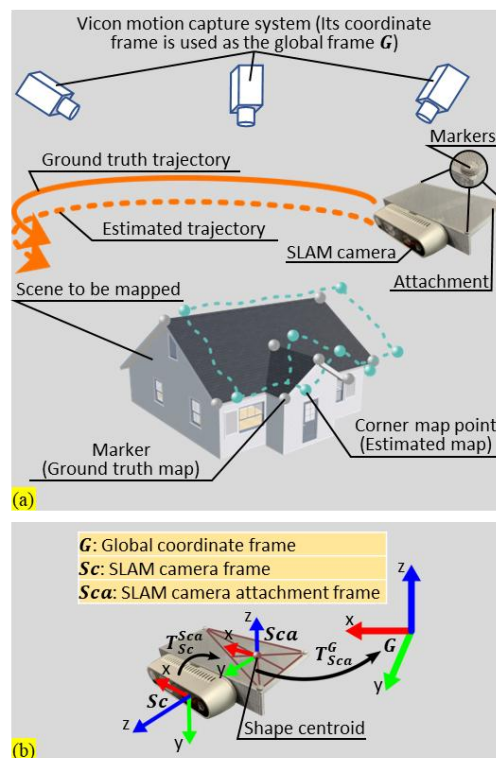 Vicon motion capture system (Its coordinate
frame is used as the global frame G)
Markers
Ground truth trajectory
Estimated trajectory
SLAM camera
Attachment
Scene to be mapped
Marker
(Ground truth map)
Corner map point
(Estimated map)
(a)
G: Global coordinate frame
Sc: SLAM camera frame
Sca: SLAM camera attachment frame
z
x
G
y
z
Sca
x
y
T_{Sc}^{Sca}
T_{Sca}^{G}
x
Sc
z
y
Shape centroid
(b)